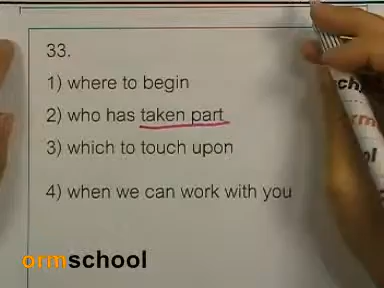 33.
1) where to begin
2) who has taken part
3) which to touch upon
4) when we can work with you
ormschool